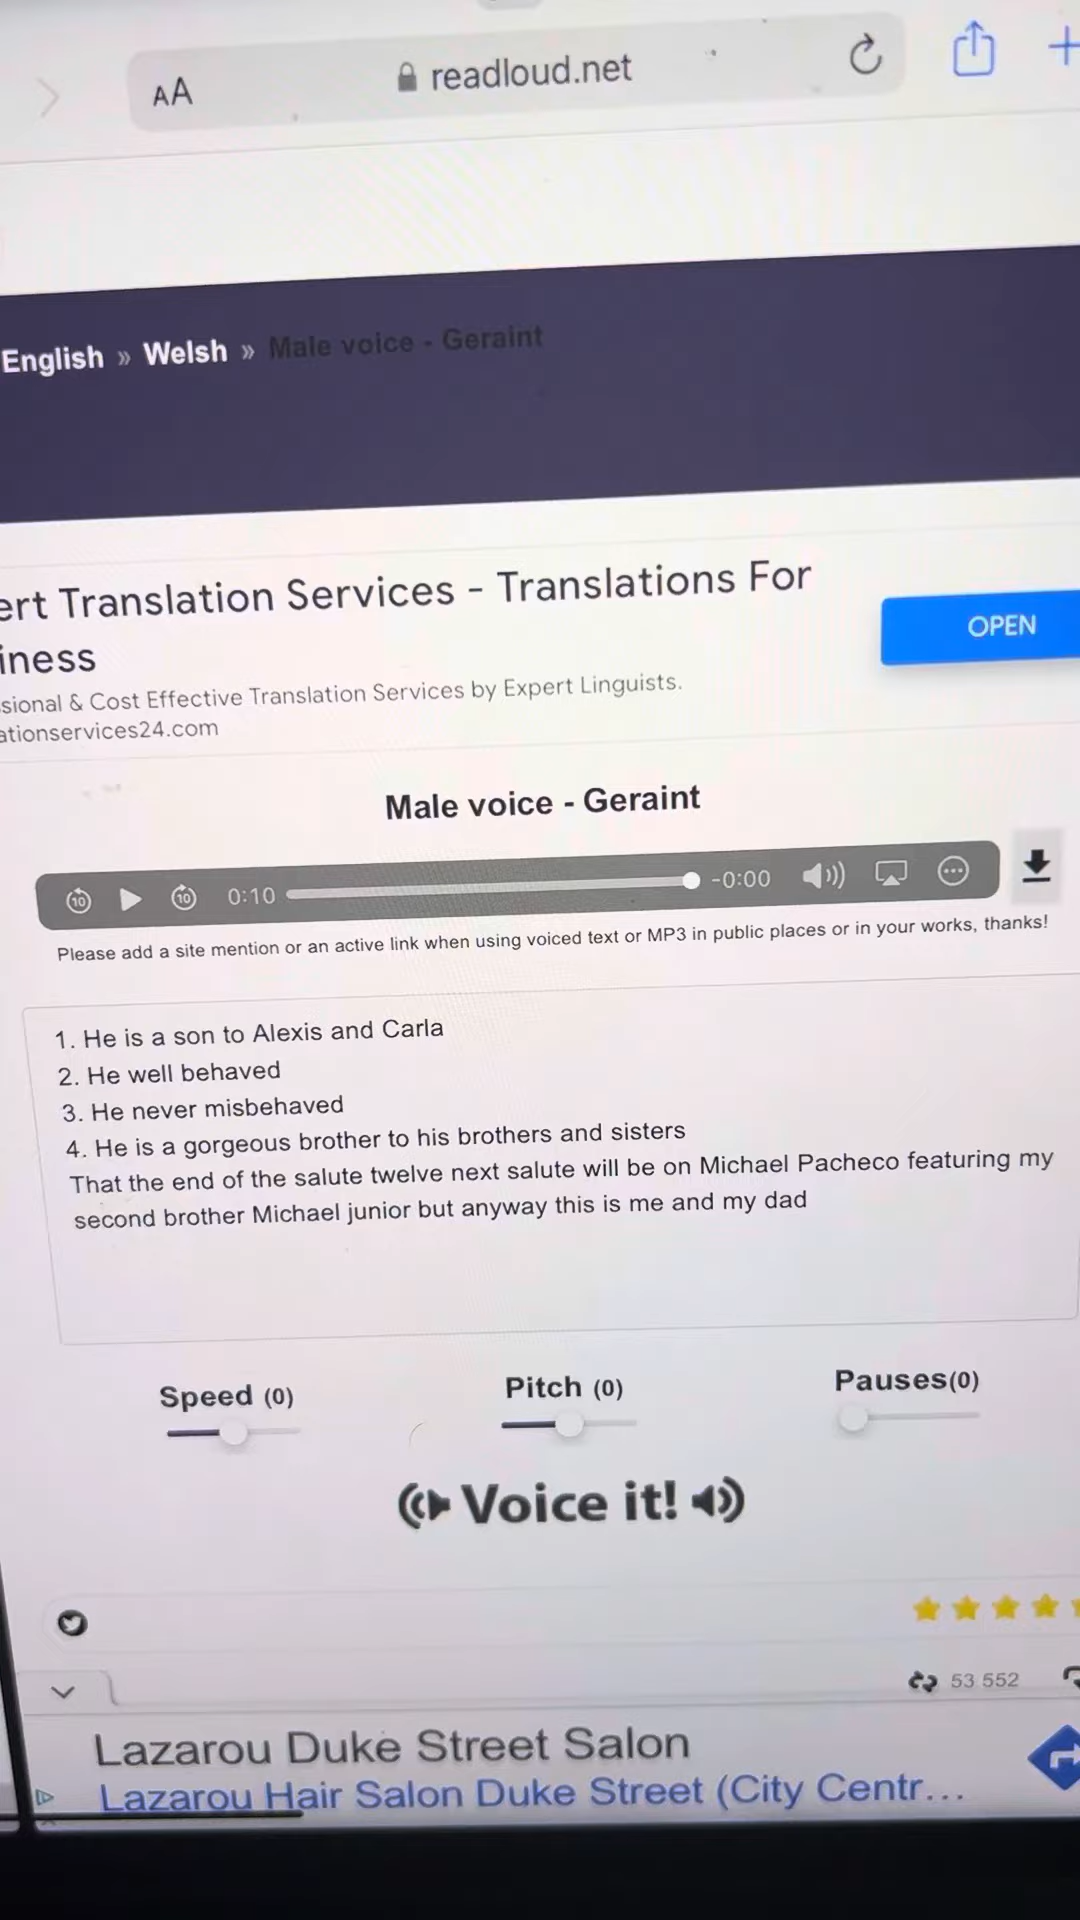 AA readloud.net
English » Welsh » Male voice - Geraint
ert Translation Services - Translations For
iness
OPEN
sional & Cost Effective Translation Services by Expert Linguists.
ationservices24.com
Male voice - Geraint
10 10 0:10 -0:00
Please add a site mention or an active link when using voiced text or MP3 in public places or in your works, thanks!
1. He is a son to Alexis and Carla
2. He well behaved
3. He never misbehaved
4. He is a gorgeous brother to his brothers and sisters
That the end of the salute twelve next salute will be on Michael Pacheco featuring my
second brother Michael junior but anyway this is me and my dad
Speed (0) Pitch (0) Pauses(0)
Voice it!
53 552
Lazarou Duke Street Salon
Lazarou Hair Salon Duke Street (City Centr...